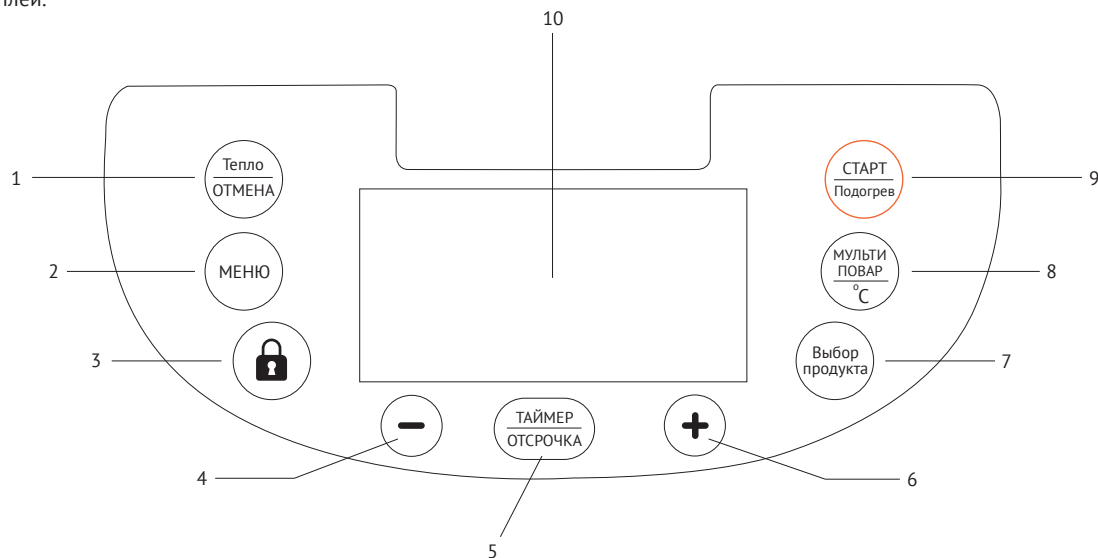 10
Тепло
ОТМЕНА
1
СТАРТ
Подогрев
9
МЕНЮ
2
МУЛЬТИ
ПОВАР
°C
8
3
Выбор
продукта
7
ТАЙМЕР
ОТСРОЧКА
4
6
5